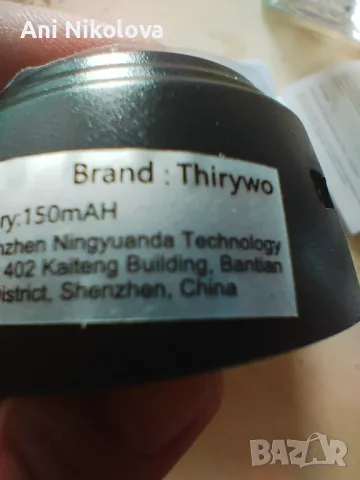 Ani Nikolova
Brand : Thirywo
ry:150mAH
nzhen Ningyuanda Technology
402 Kaiteng Building, Bantian
District, Shenzhen, China
BAZAR
bg